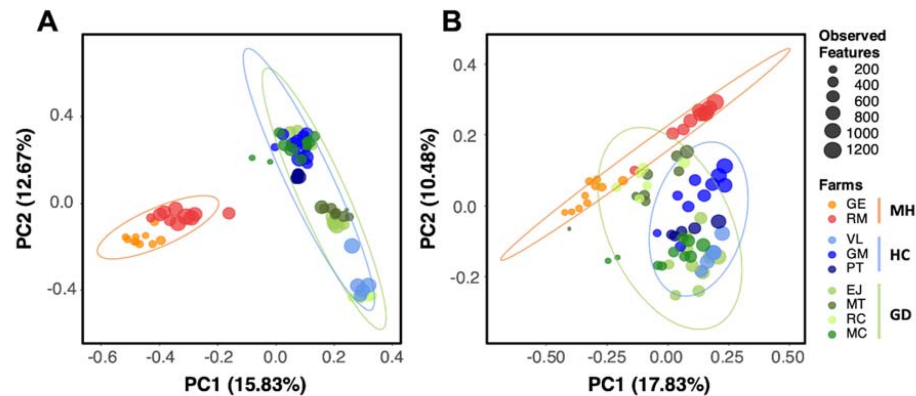 A
PC2 (12.67%)
0.4
0.0
-0.4
-0.6
-0.4
-0.2
0.0
0.2
0.4
PC1 (15.83%)
B
PC2 (10.48%)
0.4
0.2
0.0
-0.2
-0.50
-0.25
0.00
0.25
0.50
PC1 (17.83%)
Observed
Features
200
400
600
800
1000
1200
Farms
GE
RM
MH
VL
GM
PT
HC
EJ
MT
RC
MC
GD